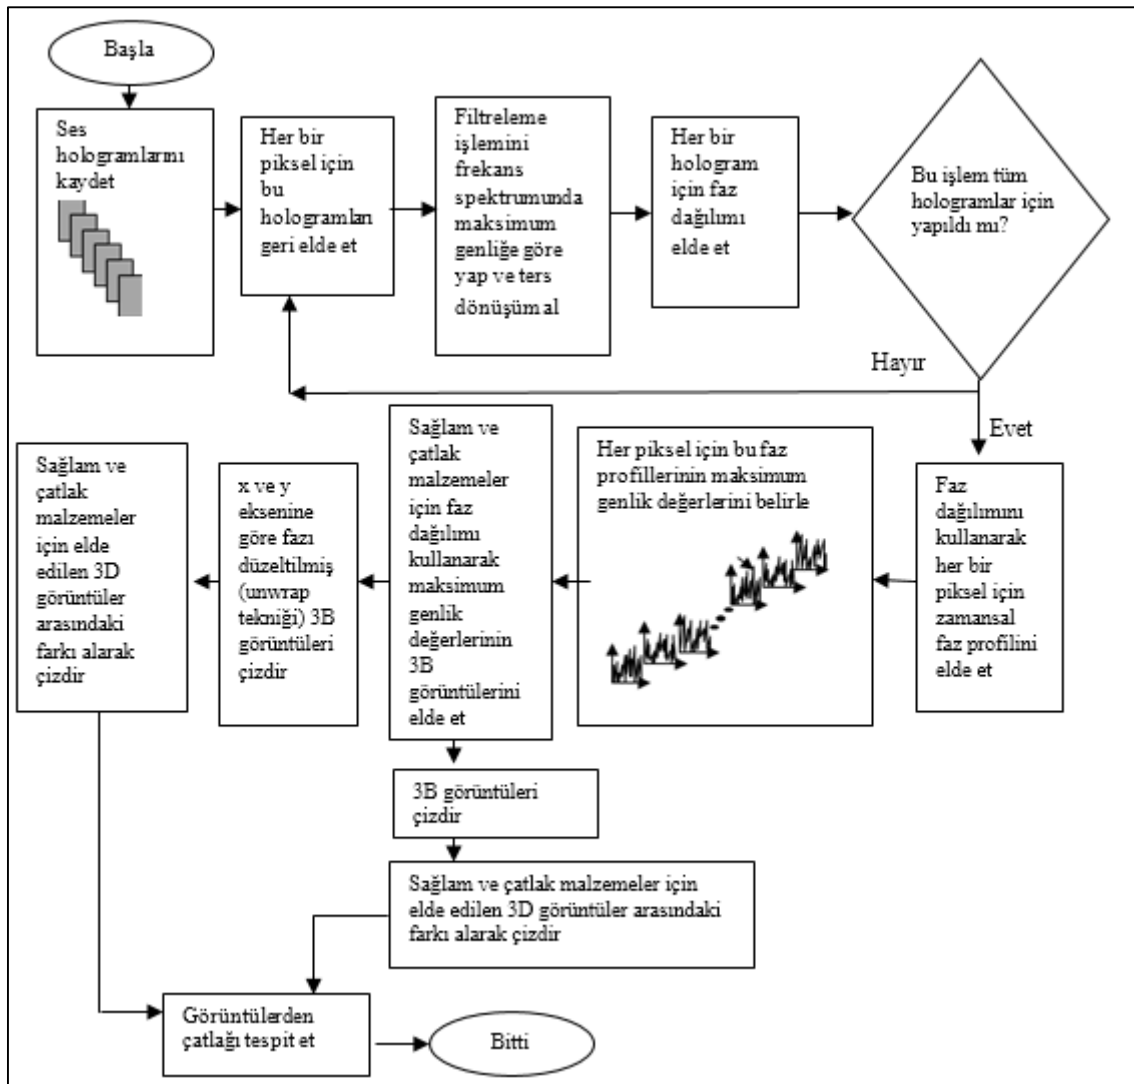 Başla
Ses
hologramlarını
kaydet
Her bir
piksel için
bu
hologramları
geri elde et
Filtreleme
işlemini
frekans
spektrumunda
maksimum
genliğe göre
yap ve ters
dönüşüm al
Her bir
hologram
için faz
dağılımı
elde et
Bu işlem tüm
hologramlar için
yapıldı mı?
Hayır
Evet
Faz
dağılımını
kullanarak
her bir
piksel için
zamansal
faz profilini
elde et
Her piksel için bu faz
profillerinin maksimum
genlik değerlerini belirle
Sağlam ve
çatlak
malzemeler
için faz
dağılımı
kullanarak
maksimum
genlik
değerlerinin
3B
görüntülerini
elde et
x ve y
eksenine
göre fazı
düzeltilmiş
(unwrap
tekniği) 3B
görüntüleri
çizdir
Sağlam ve
çatlak
malzemeler
için elde
edilen 3D
görüntüler
arasındaki
farkı alarak
çizdir
3B görüntüleri
çizdir
Sağlam ve çatlak malzemeler için
elde edilen 3D görüntüler arasındaki
farkı alarak çizdir
Görüntülerden
çatlağı tespit et
Bitti